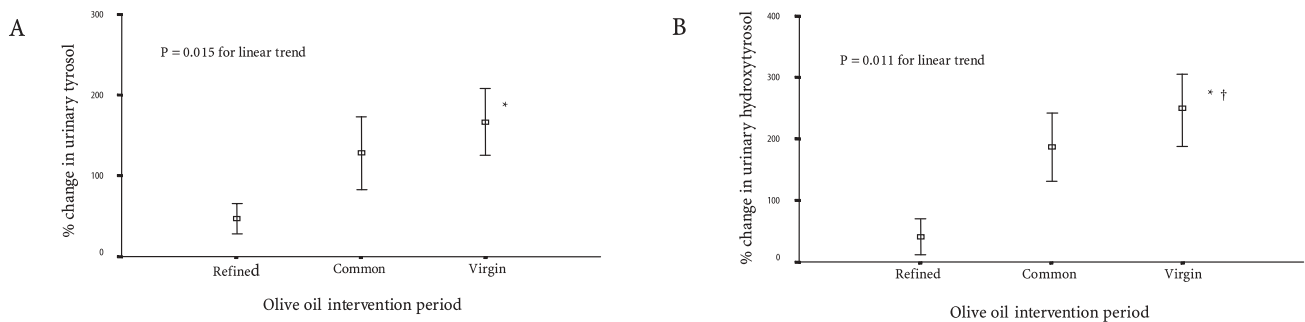 A
% change in urinary tyrosol
300
200
100
0
P = 0.015 for linear trend
*
Refined
Common
Virgin
Olive oil intervention period
B
% change in urinary hydroxytyrosol
400
300
200
100
0
P = 0.011 for linear trend
* †
Refined
Common
Virgin
Olive oil intervention period